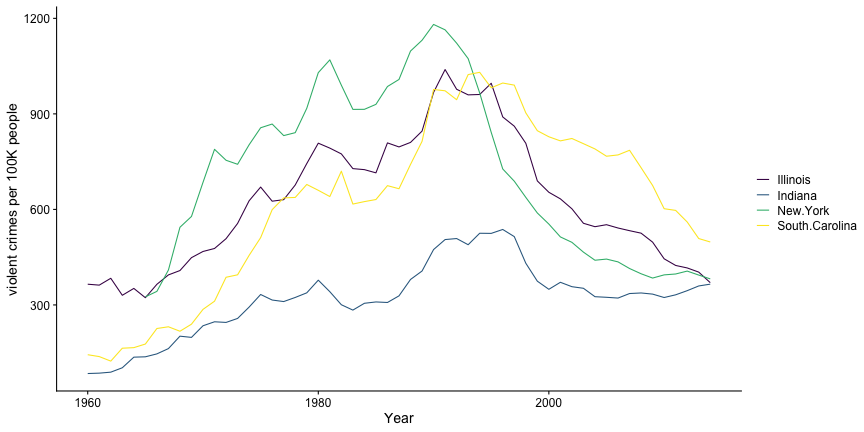 violent crimes per 100K people
1200
900
600
300
1960
1980
2000
Year
Illinois
Indiana
New.York
South.Carolina